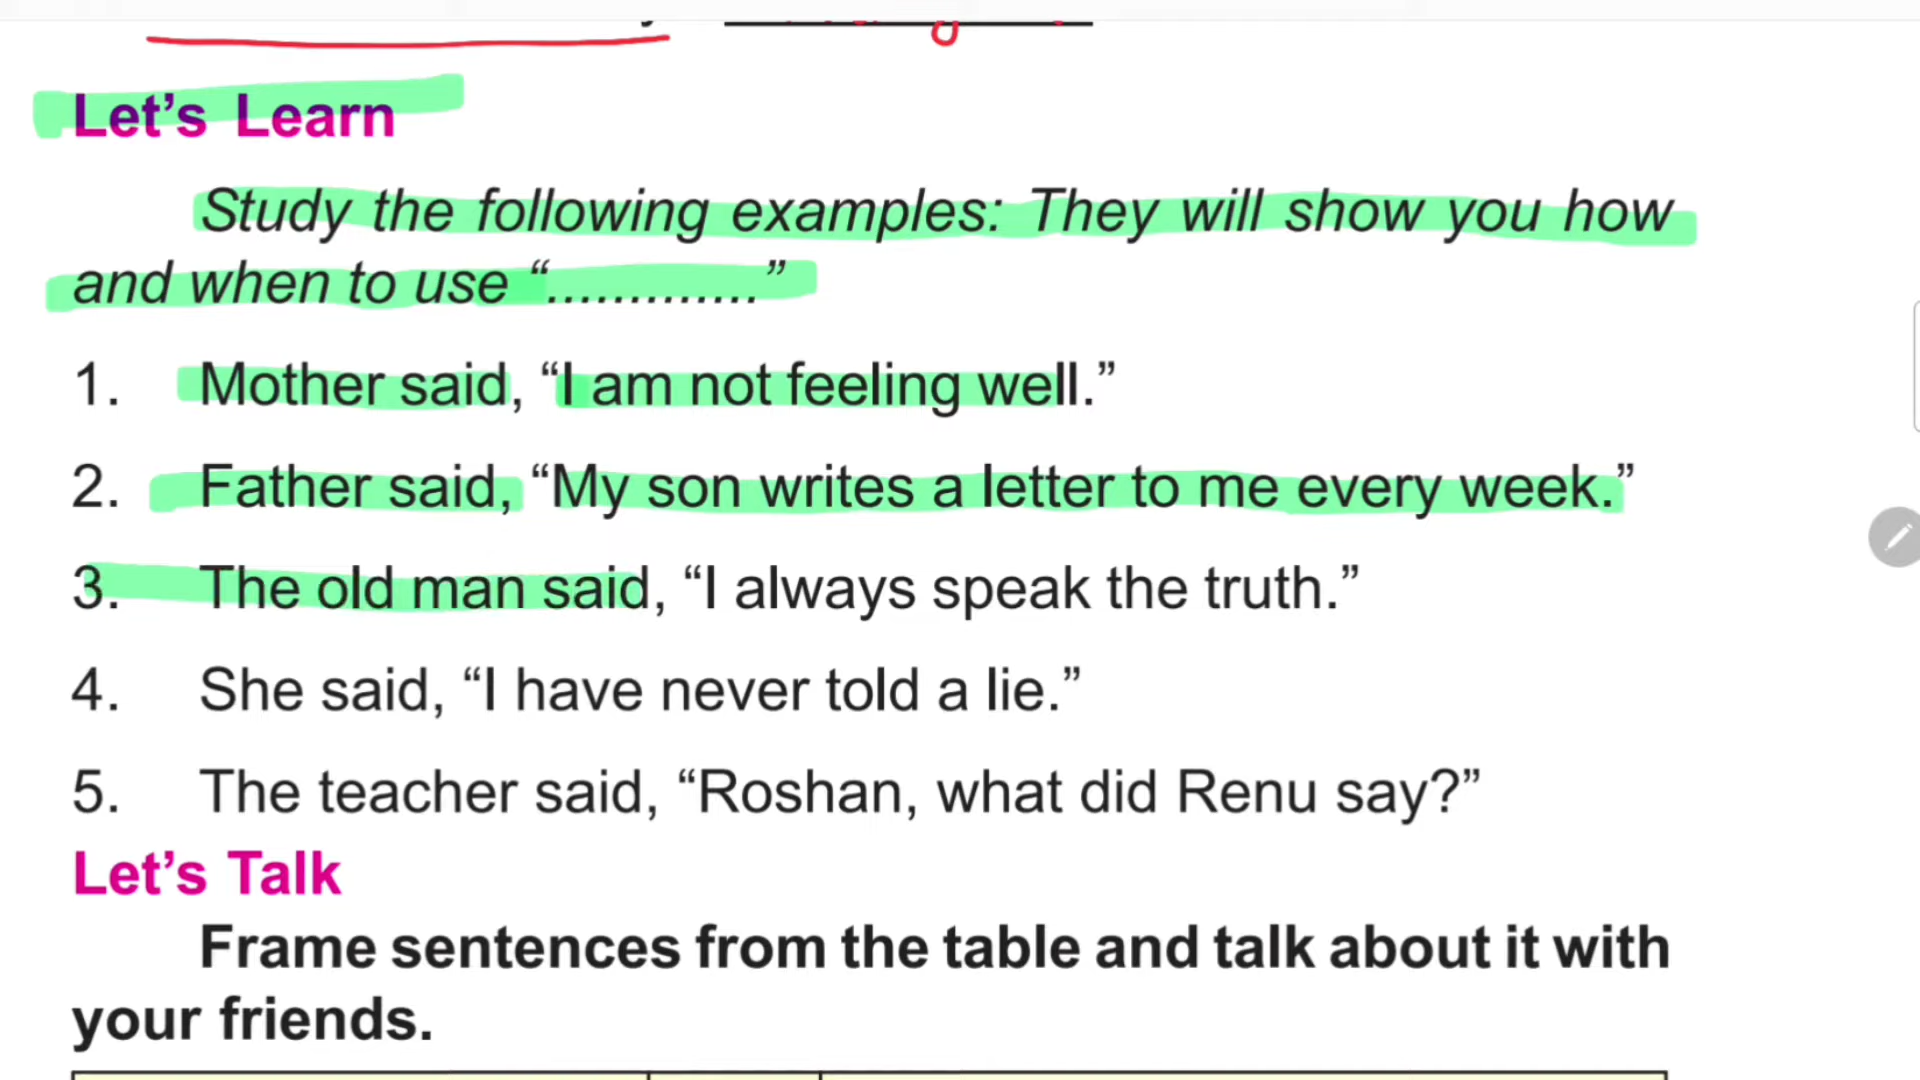 Let’s Learn
Study the following examples: They will show you how
and when to use “.............”
1. Mother said, “I am not feeling well.”
2. Father said, “My son writes a letter to me every week.”
3. The old man said, “I always speak the truth.”
4. She said, “I have never told a lie.”
5. The teacher said, “Roshan, what did Renu say?”
Let’s Talk
Frame sentences from the table and talk about it with
your friends.